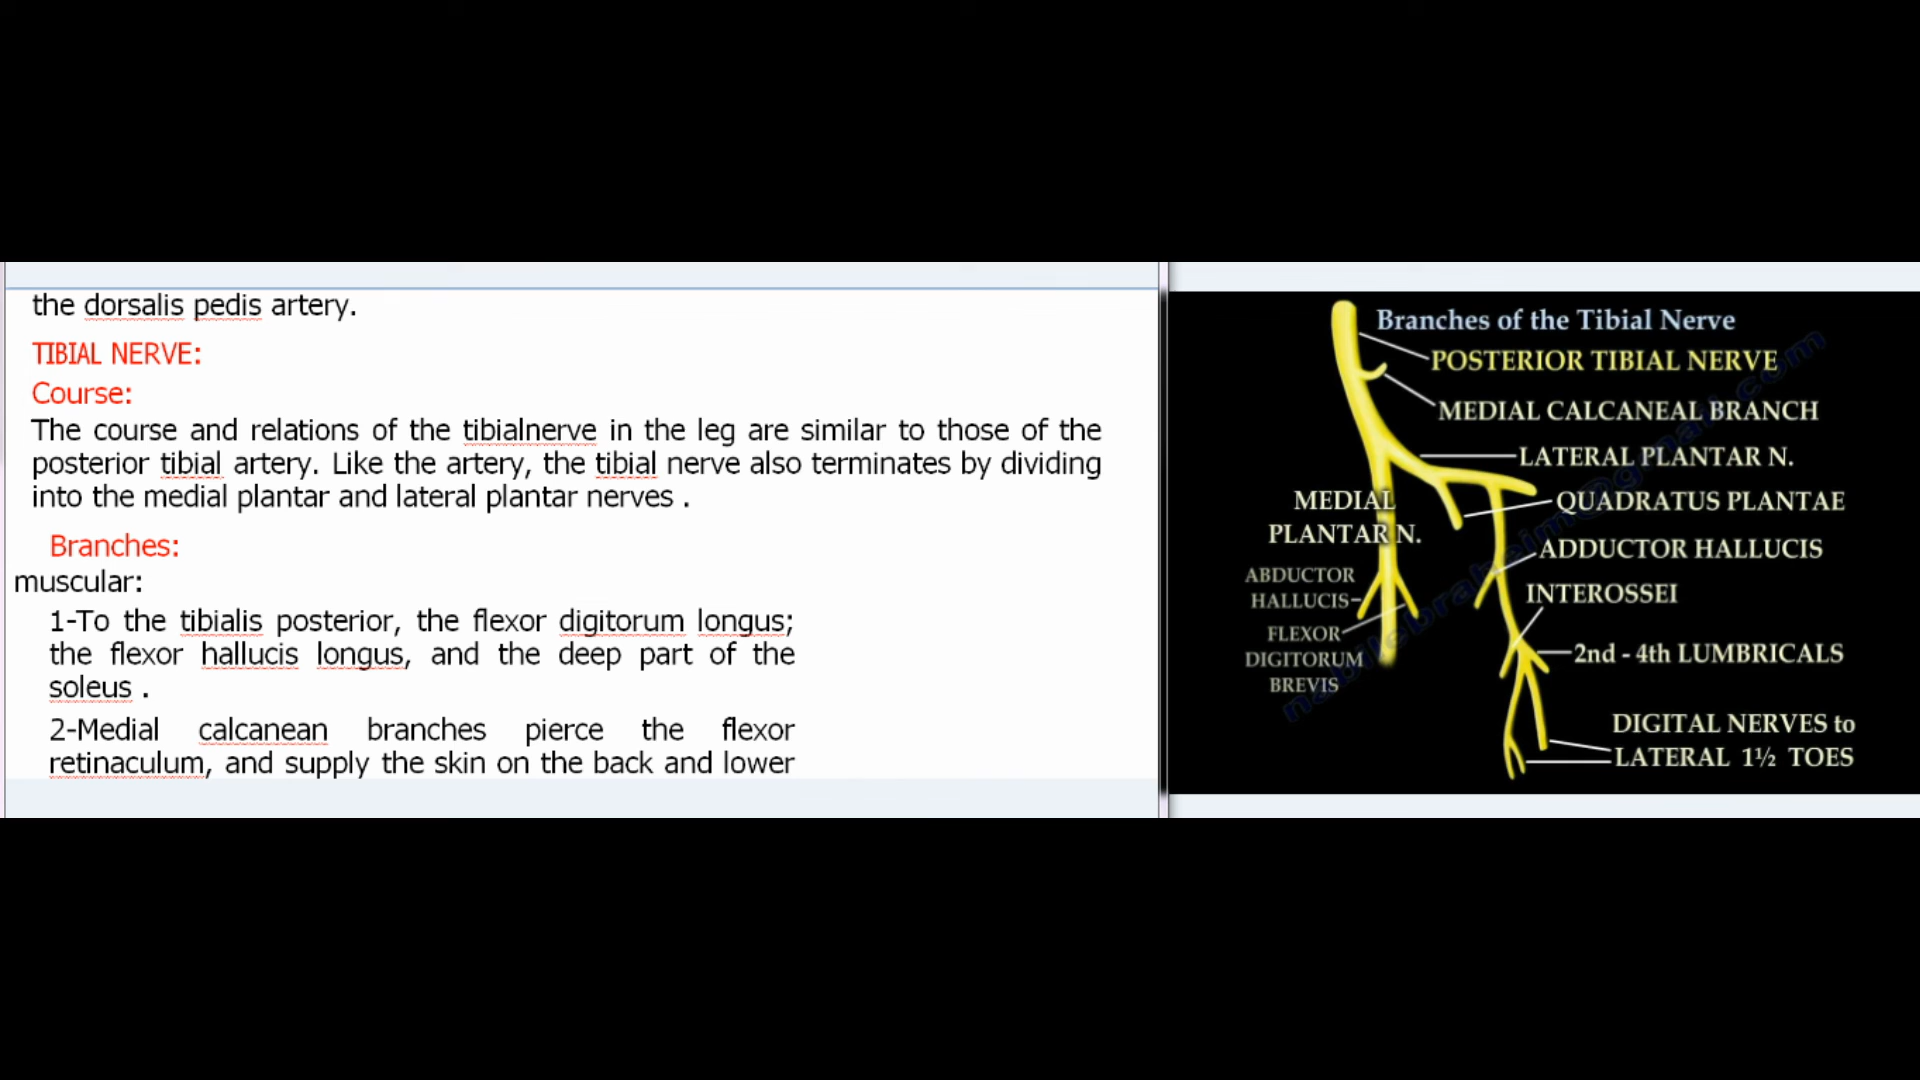 the dorsalis pedis artery.
TIBIAL NERVE:
Course:
The course and relations of the tibialnerve in the leg are similar to those of the
posterior tibial artery. Like the artery, the tibial nerve also terminates by dividing
into the medial plantar and lateral plantar nerves .
Branches:
muscular:
1-To the tibialis posterior, the flexor digitorum longus;
the flexor hallucis longus, and the deep part of the
soleus .
2-Medial calcanean branches pierce the flexor
retinaculum, and supply the skin on the back and lower
Branches of the Tibial Nerve
POSTERIOR TIBIAL NERVE
MEDIAL CALCANEAL BRANCH
LATERAL PLANTAR N.
MEDIAL
PLANTAR N.
QUADRATUS PLANTAE
ADDUCTOR HALLUCIS
ABDUCTOR
HALLUCIS
INTEROSSEI
FLEXOR
DIGITORUM
BREVIS
2nd - 4th LUMBRICALS
DIGITAL NERVES to
LATERAL 1½ TOES